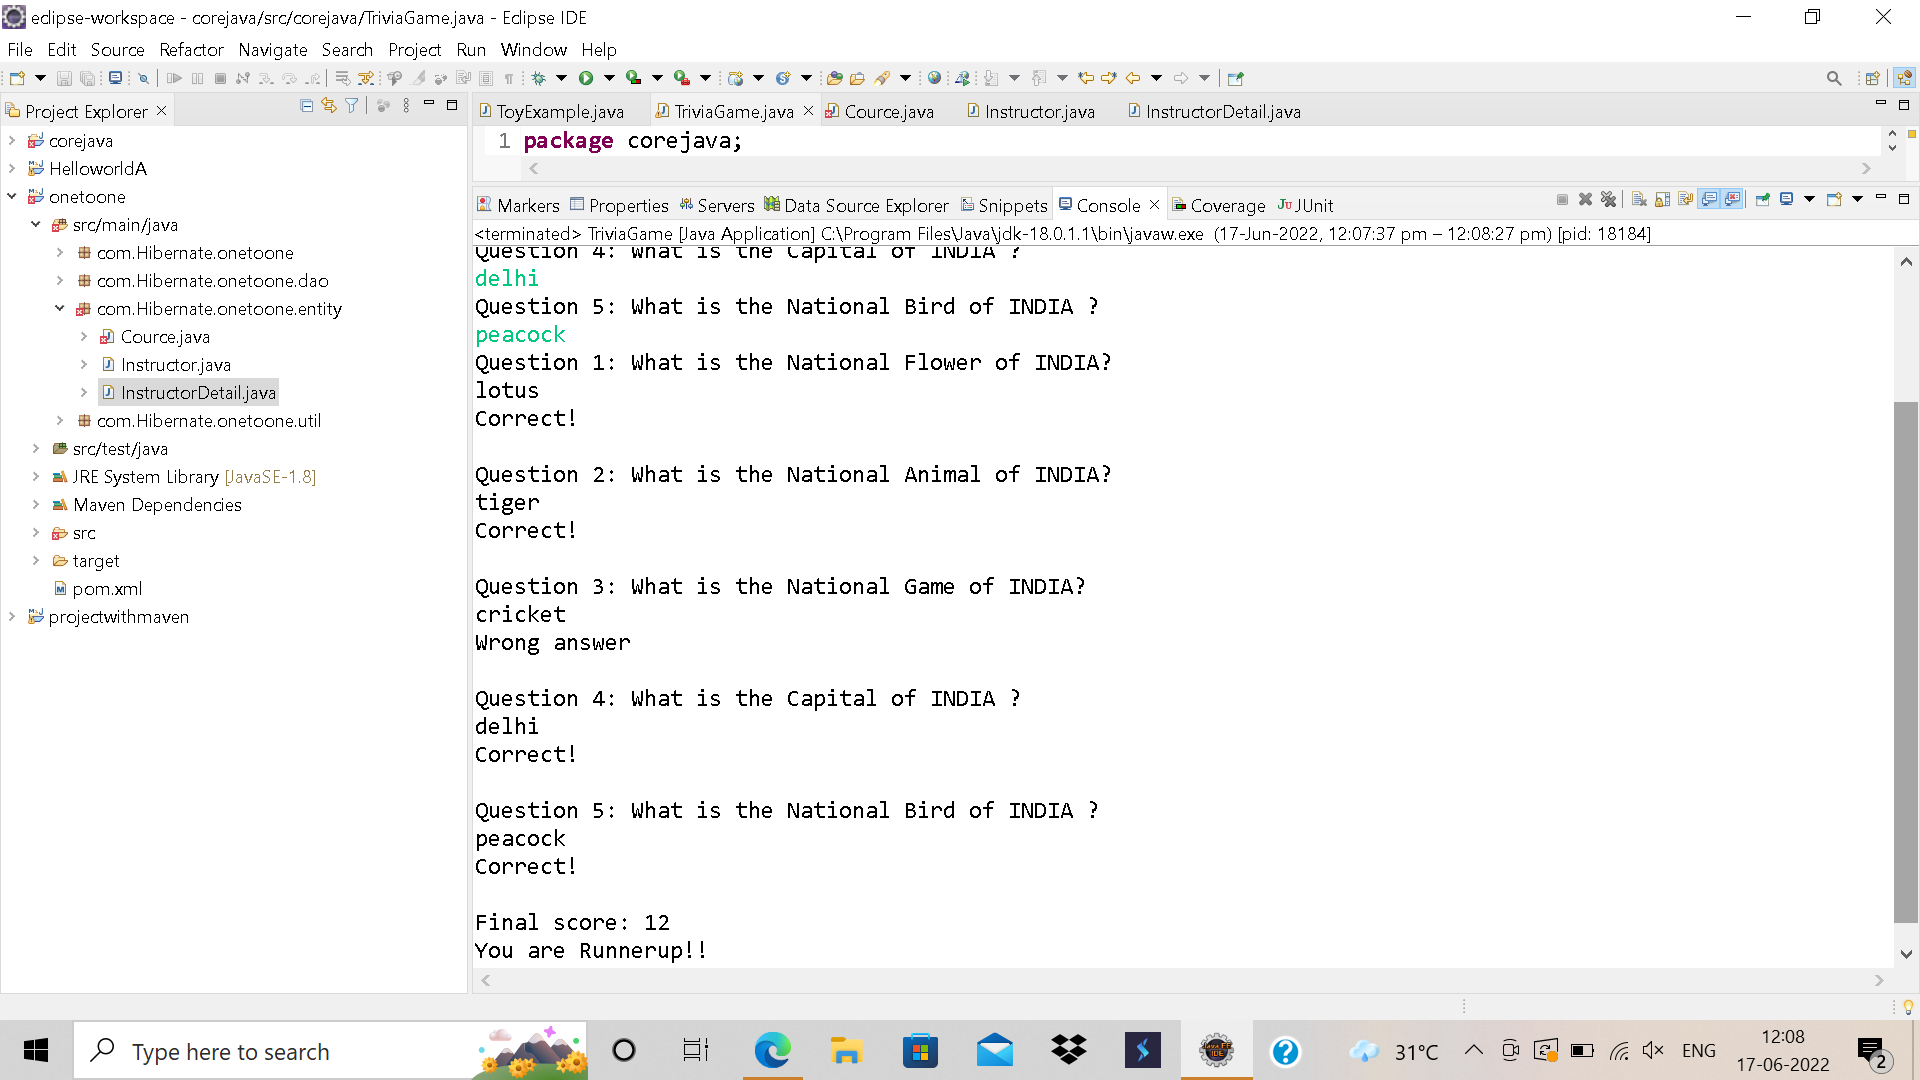 eclipse-workspace - corejava/src/corejava/TriviaGame.java - Eclipse IDE
File Edit Source Refactor Navigate Search Project Run Window Help
Project Explorer
corejava
HelloworldA
onetoone
src/main/java
com.Hibernate.onetoone
com.Hibernate.onetoone.dao
com.Hibernate.onetoone.entity
Cource.java
Instructor.java
InstructorDetail.java
com.Hibernate.onetoone.util
src/test/java
JRE System Library [JavaSE-1.8]
Maven Dependencies
src
target
pom.xml
projectwithmaven
ToyExample.java TriviaGame.java Cource.java Instructor.java InstructorDetail.java
1 package corejava;
Markers Properties Servers Data Source Explorer Snippets Console Coverage JUnit
<terminated> TriviaGame [Java Application] C:\Program Files\Java\jdk-18.0.1.1\bin\javaw.exe (17-Jun-2022, 12:07:37 pm – 12:08:27 pm) [pid: 18184]
Question 4: What is the Capital of INDIA ?
delhi
Question 5: What is the National Bird of INDIA ?
peacock
Question 1: What is the National Flower of INDIA?
lotus
Correct!
Question 2: What is the National Animal of INDIA?
tiger
Correct!
Question 3: What is the National Game of INDIA?
cricket
Wrong answer
Question 4: What is the Capital of INDIA ?
delhi
Correct!
Question 5: What is the National Bird of INDIA ?
peacock
Correct!
Final score: 12
You are Runnerup!!
Type here to search
31°C
ENG
12:08
17-06-2022
2